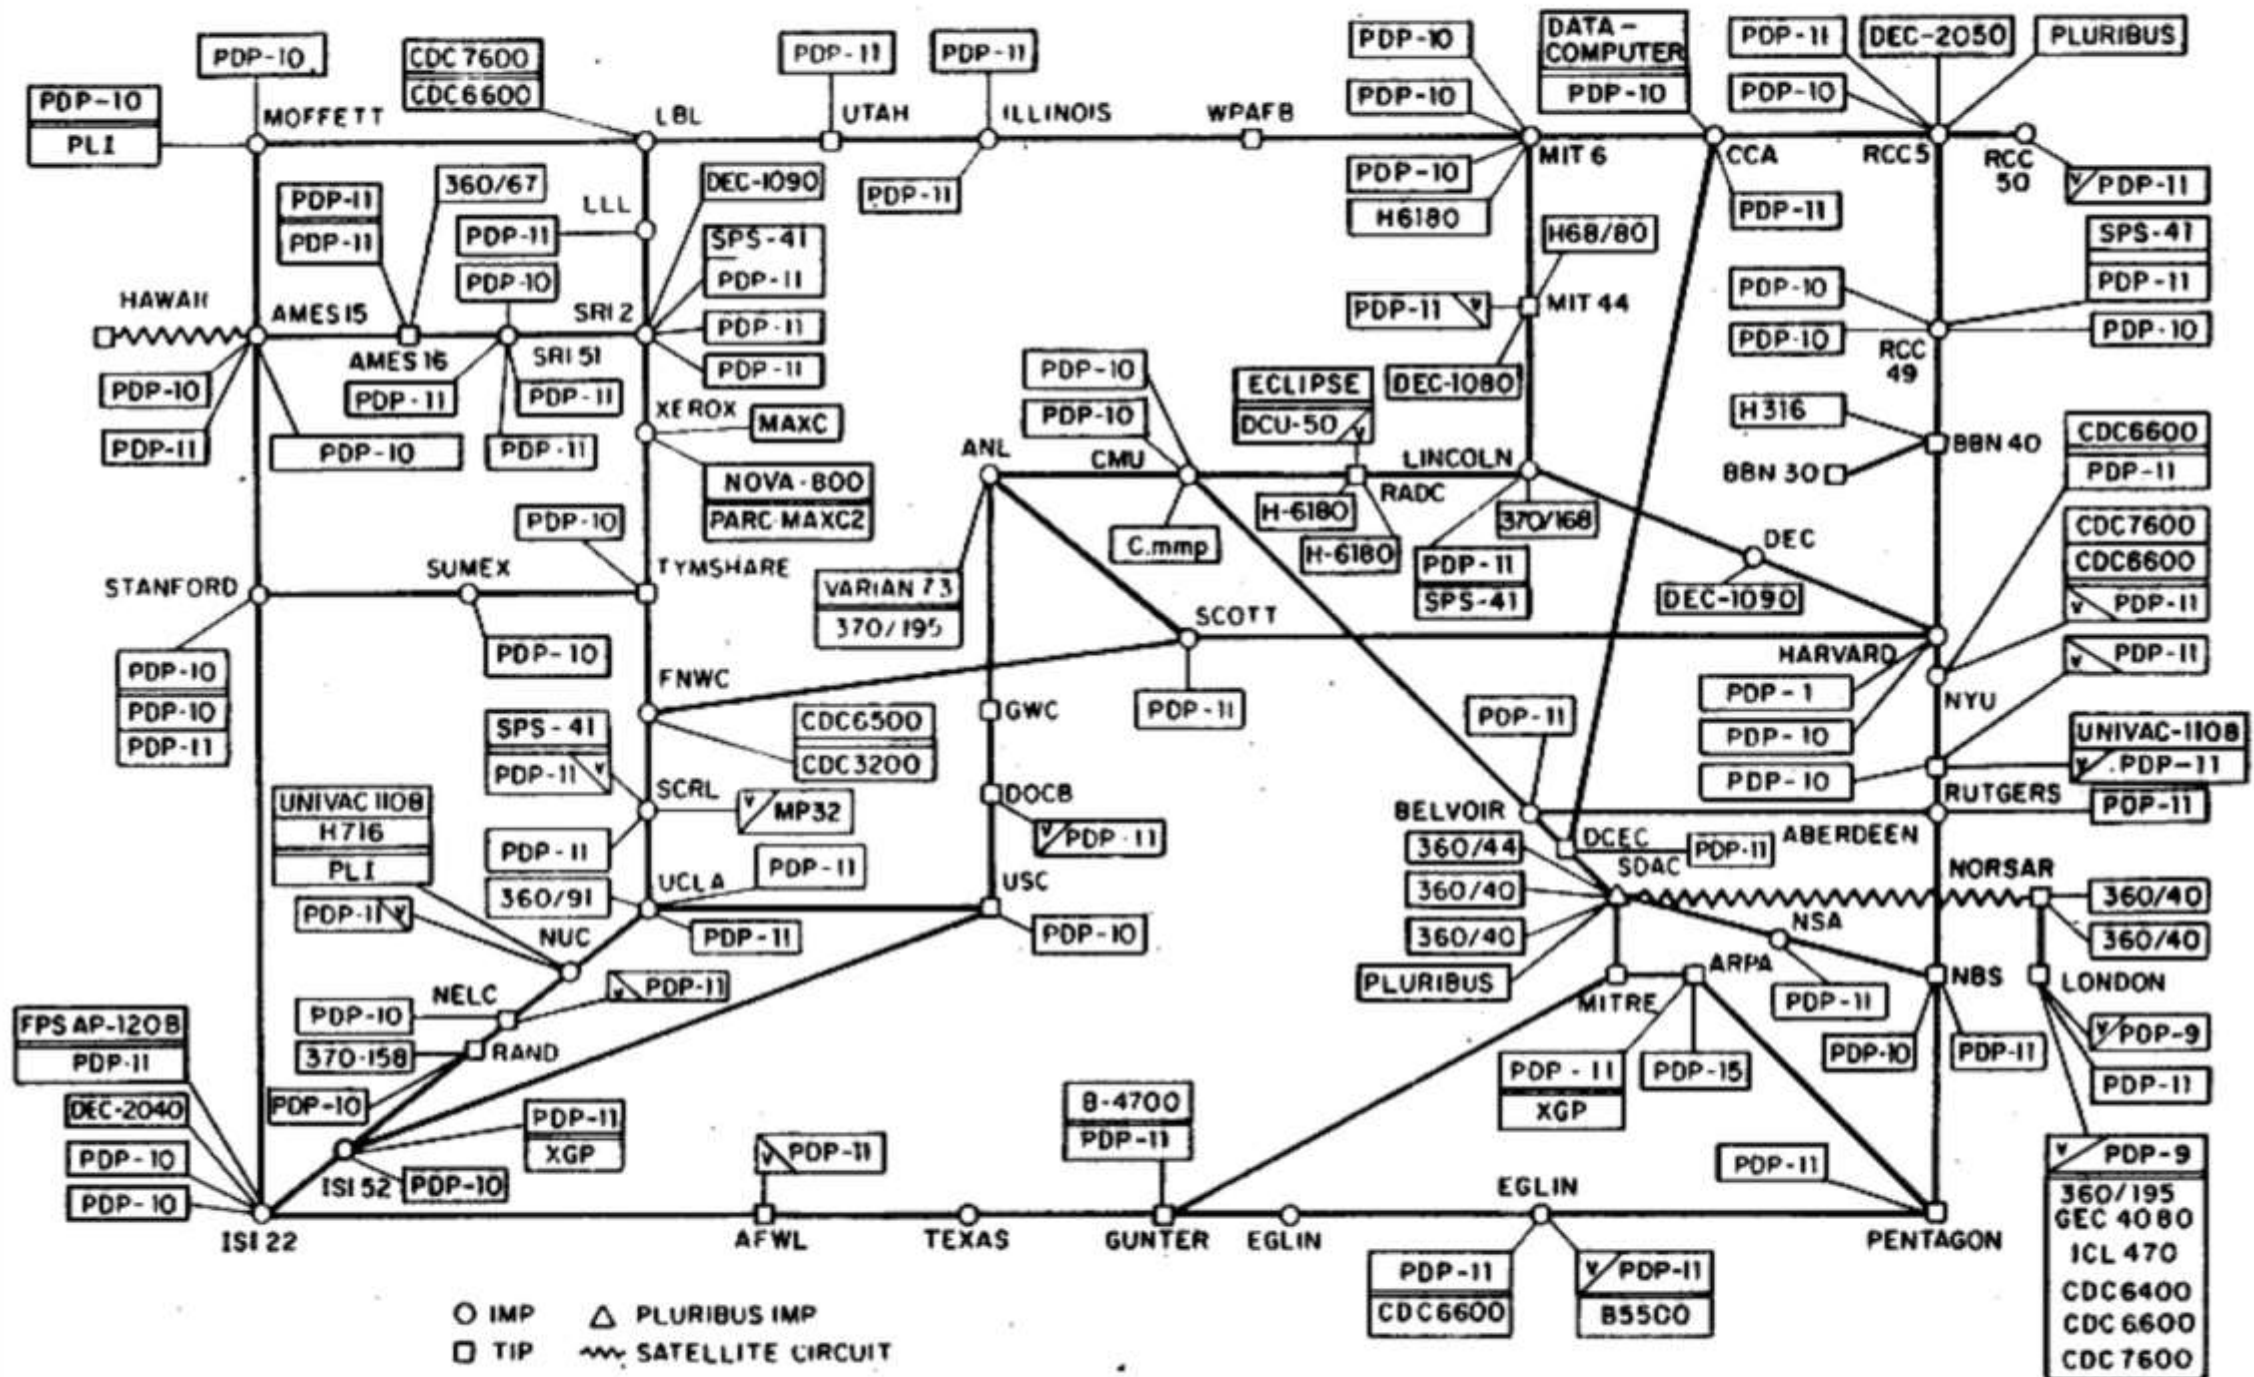 PDP-10
CDC 7600
CDC6600
PDP-11
PDP-11
PDP-10
DATA-
COMPUTER
PDP-10
PDP-11
DEC-2050
PLURIBUS
PDP-10
PLI
MOFFETT
LBL
UTAH
ILLINOIS
WPAFB
PDP-10
PDP-10
H6180
MIT 6
CCA
PDP-10
RCC5
RCC
50
V PDP-11
PDP-11
PDP-11
PDP-11
PDP-11
360/67
LLL
PDP-11
DEC-1090
SPS-41
PDP-11
H68/80
PDP-11 V
MIT 44
DEC-1080
SPS-41
PDP-11
PDP-10
PDP-10
PDP-10
RCC
49
HAWAII
AMES15
PDP-10
SRI 2
PDP-11
PDP-11
AMES16
SRI 51
PDP-10
PDP-11
PDP-10
PDP-11
PDP-11
PDP-11
XEROX
MAXC
NOVA-800
PARC MAXC2
PDP-10
PDP-10
ECLIPSE
DCU-50 V
ANL
CMU
LINCOLN
RADC
H-6180
H-6180
C.mmp
370/168
PDP-11
SPS-41
H316
BBN 40
BBN 30
CDC6600
PDP-11
CDC7600
CDC6600
V PDP-11
DEC
DEC-1090
PDP-10
TYMSHARE
STANFORD
SUMEX
PDP-10
PDP-10
PDP-10
PDP-11
VARIAN 73
370/195
SCOTT
PDP-11
HARVARD
PDP-1
PDP-10
NYU
V PDP-11
FNWC
CDC6500
CDC3200
GWC
SPS-41
PDP-11 V
SCRL
V MP32
PDP-11
DOCB
V PDP-11
PDP-11
BELVOIR
PDP-10
UNIVAC-1108
V PDP-11
RUTGERS
PDP-11
ABERDEEN
DCEC
PDP-11
SDAC
360/44
360/40
360/40
PLURIBUS
NORSAR
360/40
360/40
UNIVAC 1108
H716
PLI
PDP-11 V
360/91
UCLA
PDP-11
PDP-11
USC
PDP-10
NUC
NSA
PDP-11
NBS
PDP-10
PDP-11
LONDON
V PDP-9
PDP-11
MITRE
ARPA
PDP-11
XGP
PDP-15
NELC
V PDP-11
PDP-10
370-158
RAND
PDP-10
FPS AP-120B
PDP-11
DEC-2040
PDP-10
PDP-10
PDP-11
XGP
ISI 52
PDP-10
V PDP-11
B-4700
PDP-11
PDP-11
V PDP-9
360/195
GEC 4080
ICL 470
CDC6400
CDC6600
CDC7600
ISI 22
AFWL
TEXAS
GUNTER
EGLIN
EGLIN
PENTAGON
PDP-11
CDC6600
V PDP-11
B5500
IMP
PLURIBUS IMP
TIP
SATELLITE CIRCUIT